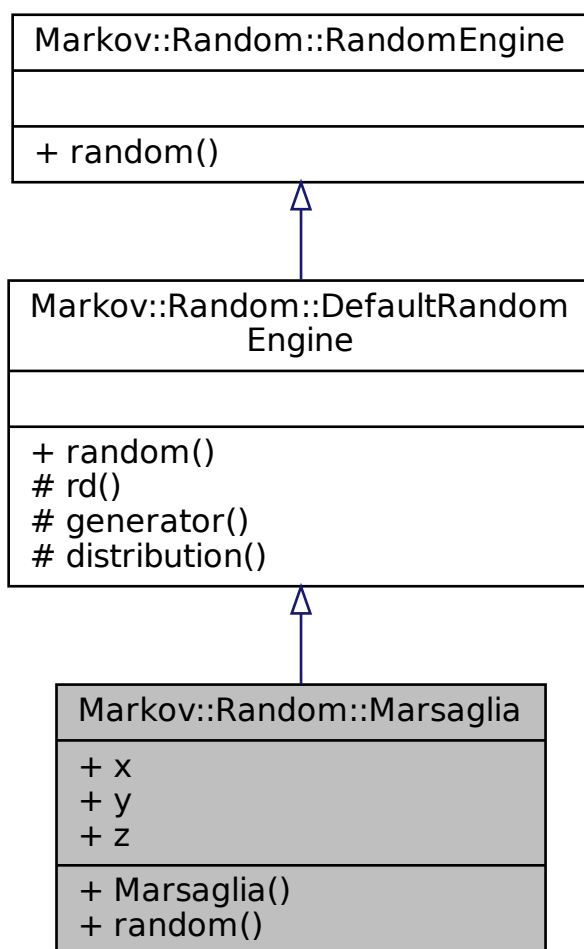 Markov::Random::RandomEngine
+ random()
Markov::Random::DefaultRandom
Engine
+ random()
# rd()
# generator()
# distribution()
Markov::Random::Marsaglia
+ x
+ y
+ z
+ Marsaglia()
+ random()